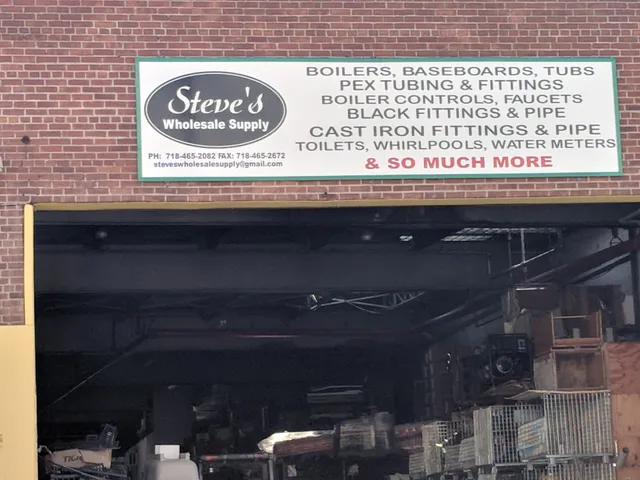 Steve's
Wholesale Supply
PH: 718-465-2082 FAX: 718-465-2672
steveswholesalesupply@gmail.com
BOILERS, BASEBOARDS, TUBS
PEX TUBING & FITTINGS
BOILER CONTROLS, FAUCETS
BLACK FITTINGS & PIPE
CAST IRON FITTINGS & PIPE
TOILETS, WHIRLPOOLS, WATER METERS
& SO MUCH MORE